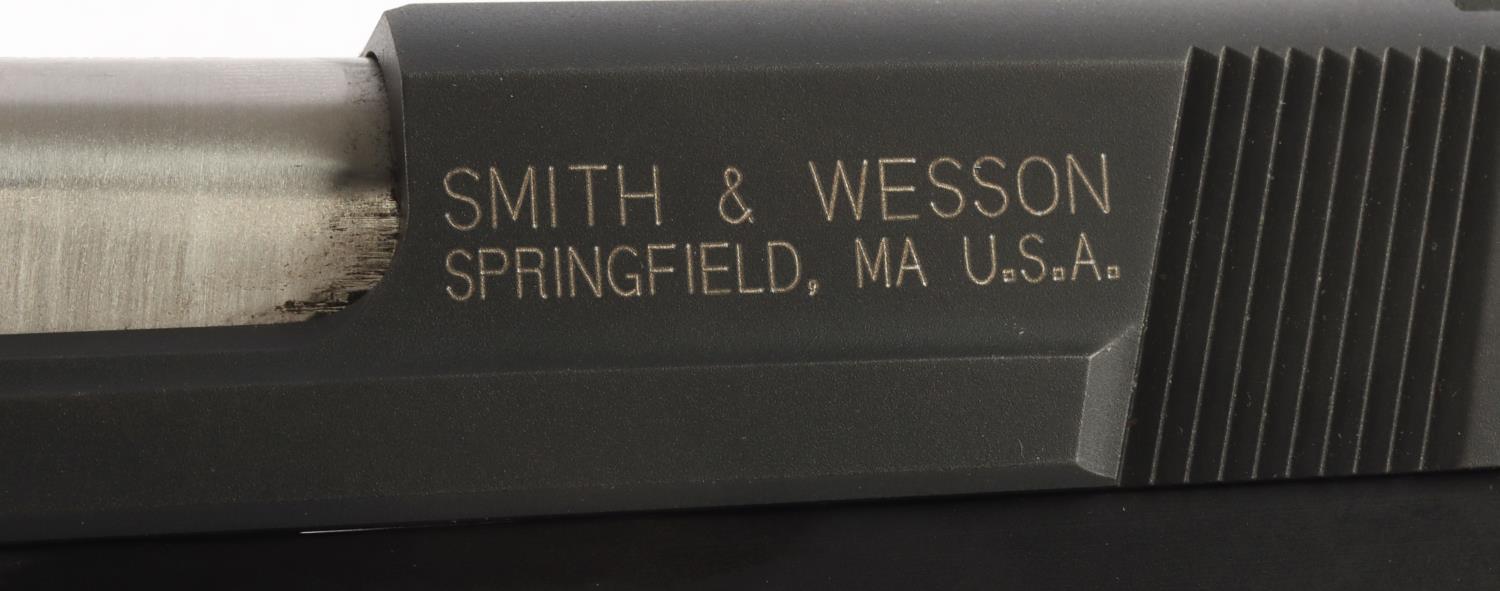 SMITH & WESSON
SPRINGFIELD, MA U.S.A.